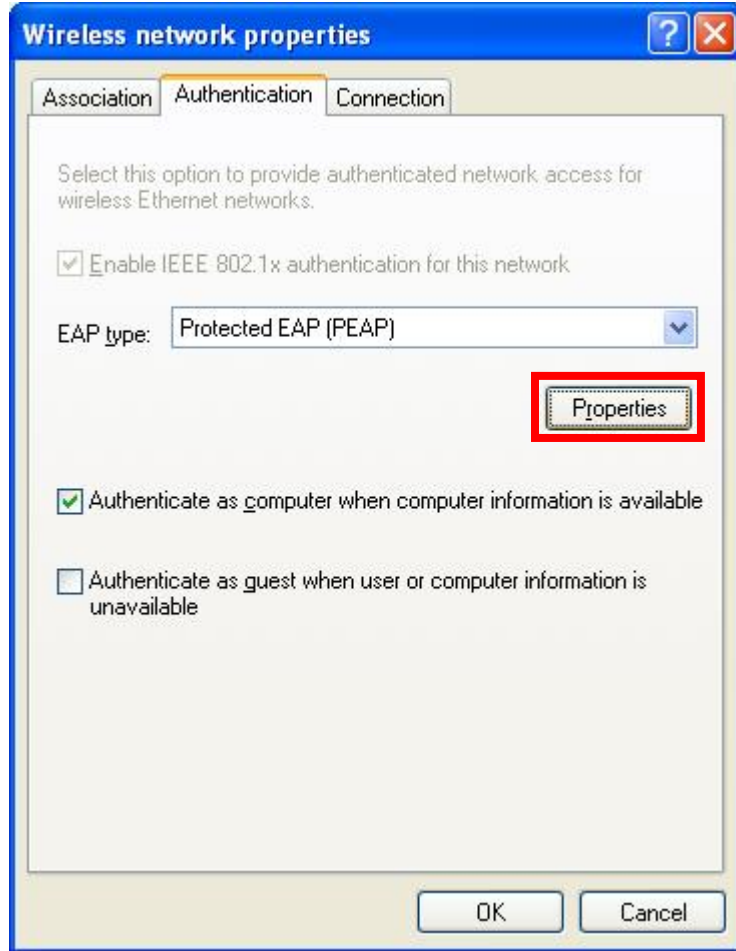 Wireless network properties
Association Authentication Connection
Select this option to provide authenticated network access for
wireless Ethernet networks.
Enable IEEE 802.1x authentication for this network
EAP type: Protected EAP (PEAP)
Properties
Authenticate as computer when computer information is available
Authenticate as guest when user or computer information is
unavailable
OK Cancel